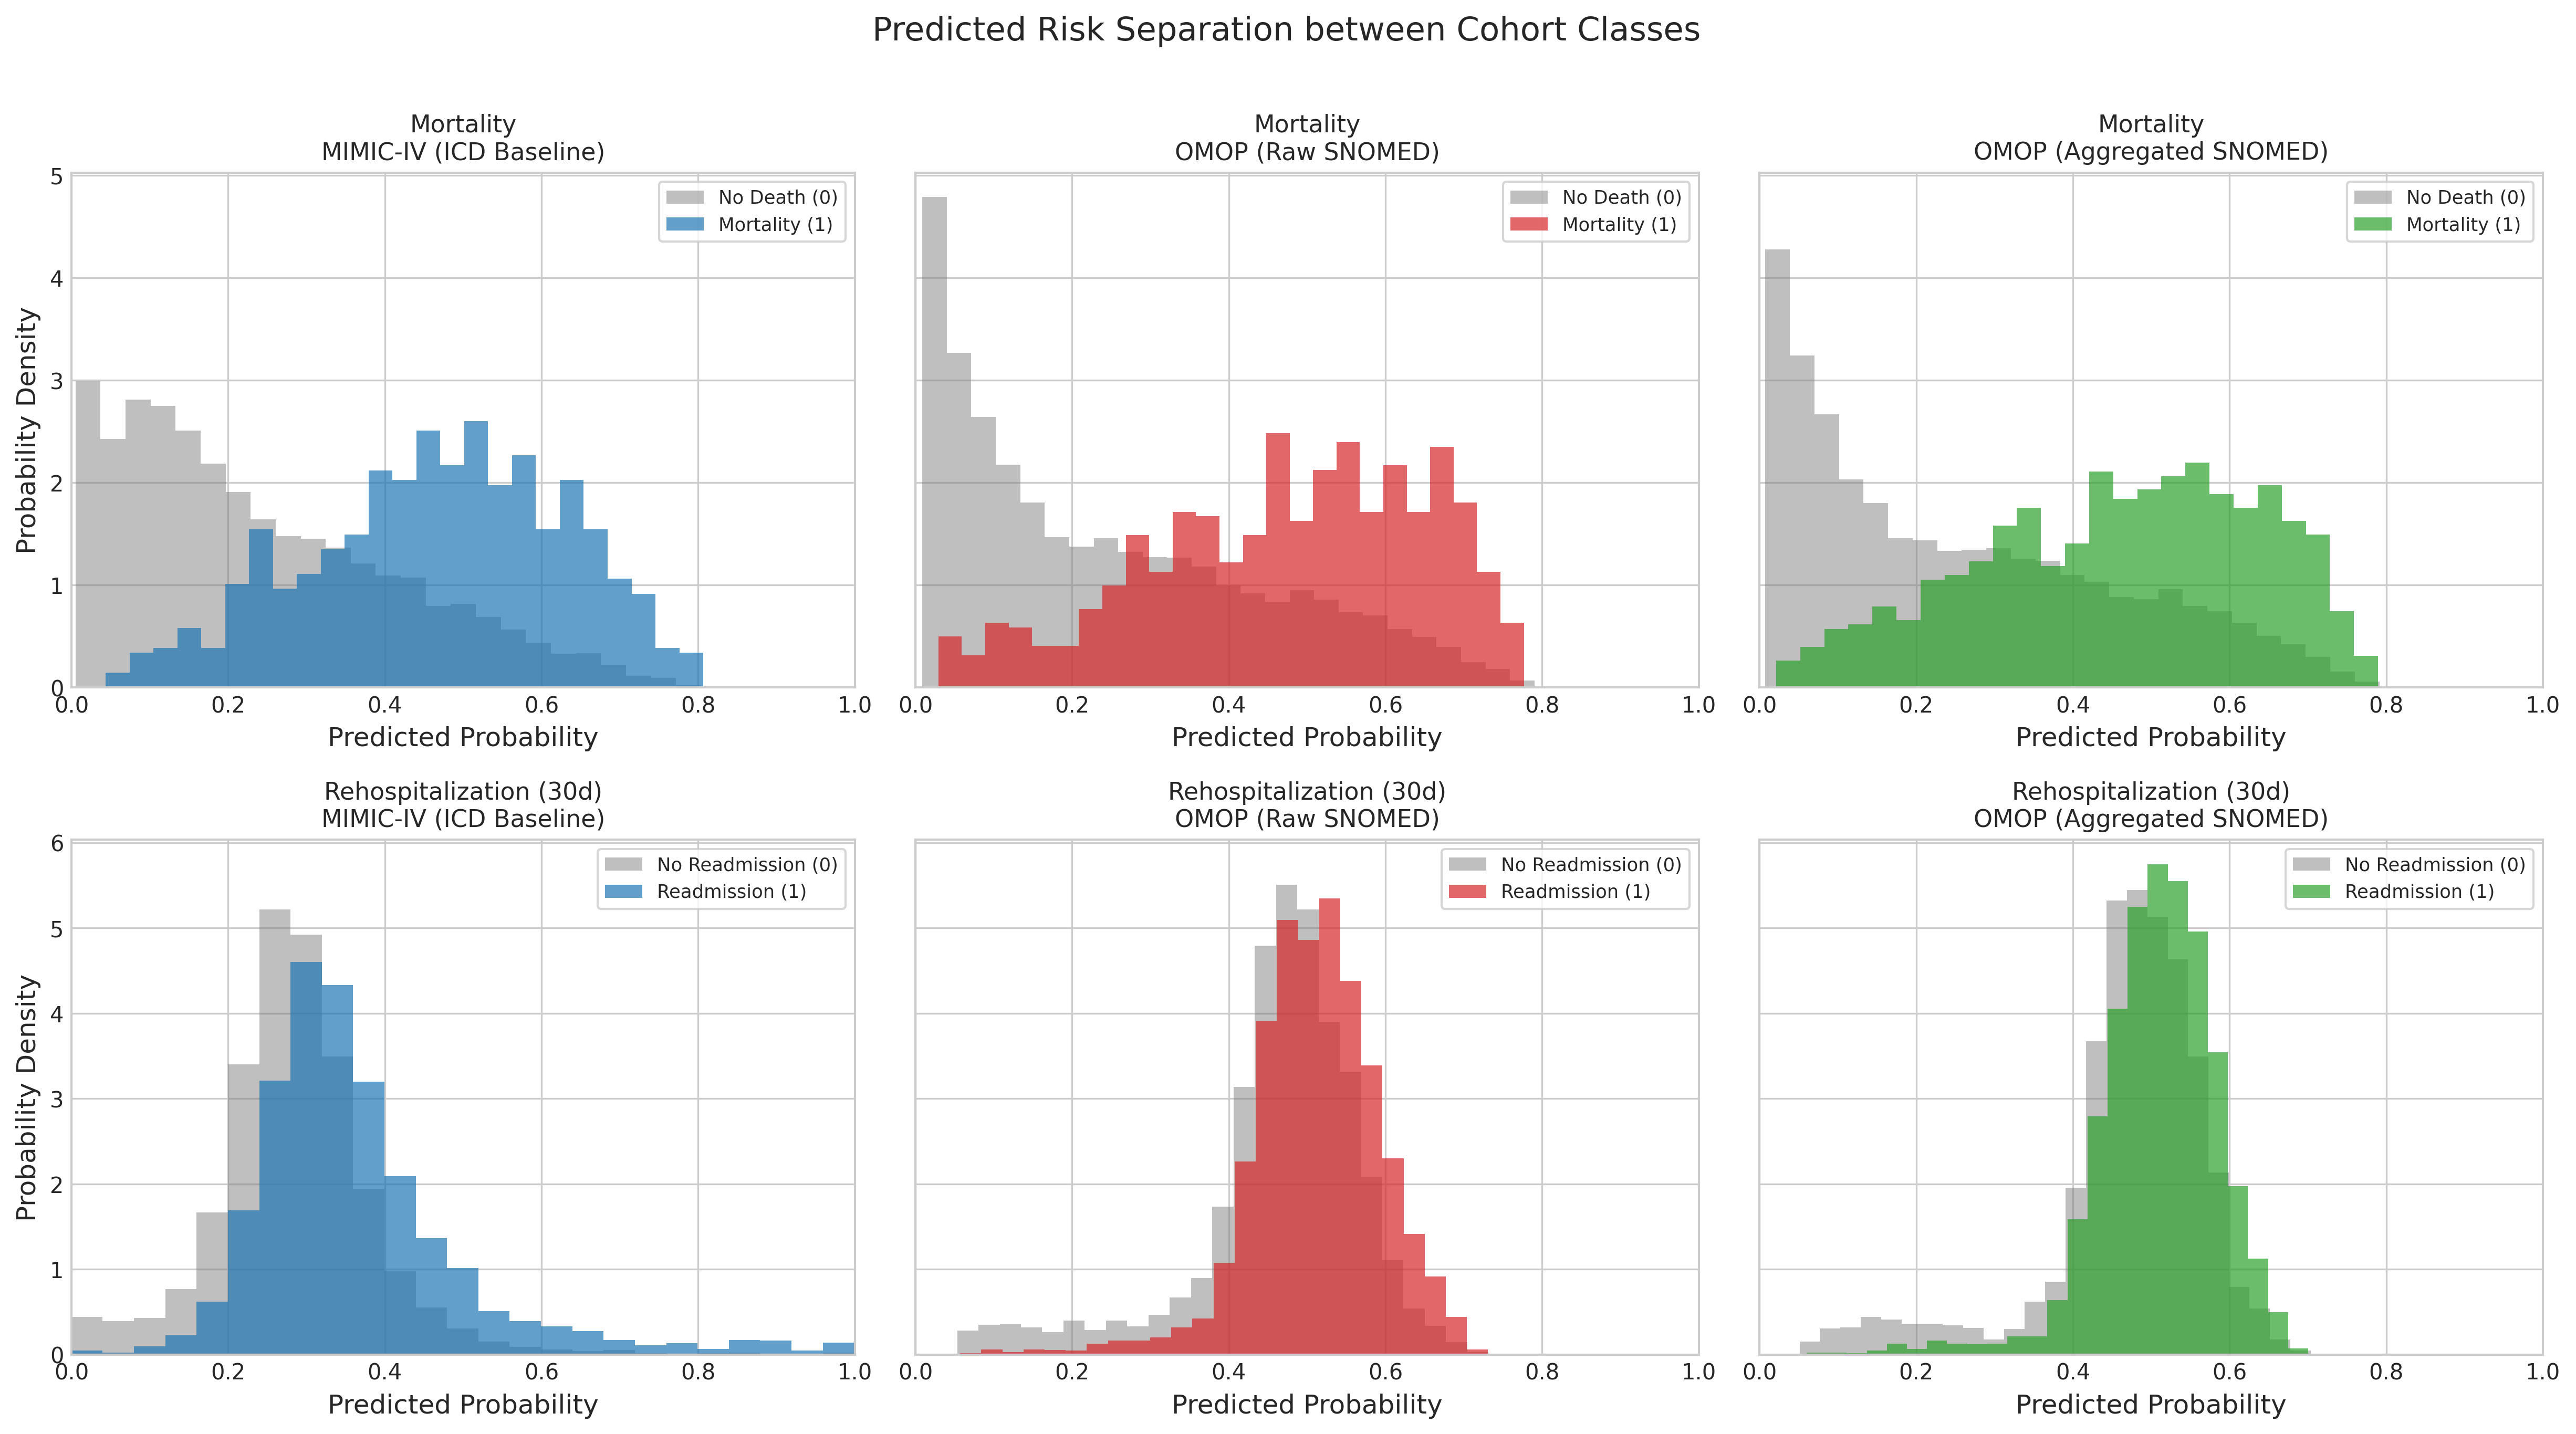 Predicted Risk Separation between Cohort Classes
Mortality
MIMIC-IV (ICD Baseline)
5
4
3
2
1
0
Probability Density
No Death (0)
Mortality (1)
0.0 0.2 0.4 0.6 0.8 1.0
Predicted Probability
Mortality
OMOP (Raw SNOMED)
No Death (0)
Mortality (1)
0.0 0.2 0.4 0.6 0.8 1.0
Predicted Probability
Mortality
OMOP (Aggregated SNOMED)
No Death (0)
Mortality (1)
0.0 0.2 0.4 0.6 0.8 1.0
Predicted Probability
Rehospitalization (30d)
MIMIC-IV (ICD Baseline)
6
5
4
3
2
1
0
Probability Density
No Readmission (0)
Readmission (1)
0.0 0.2 0.4 0.6 0.8 1.0
Predicted Probability
Rehospitalization (30d)
OMOP (Raw SNOMED)
No Readmission (0)
Readmission (1)
0.0 0.2 0.4 0.6 0.8 1.0
Predicted Probability
Rehospitalization (30d)
OMOP (Aggregated SNOMED)
No Readmission (0)
Readmission (1)
0.0 0.2 0.4 0.6 0.8 1.0
Predicted Probability